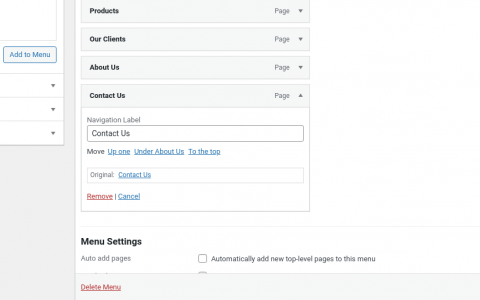 Products Page
Our Clients Page
Add to Menu
About Us Page
Contact Us Page
Navigation Label
Contact Us
Move Up one Under About Us To the top
Original: Contact Us
Remove | Cancel
Menu Settings
Auto add pages Automatically add new top-level pages to this menu
Delete Menu